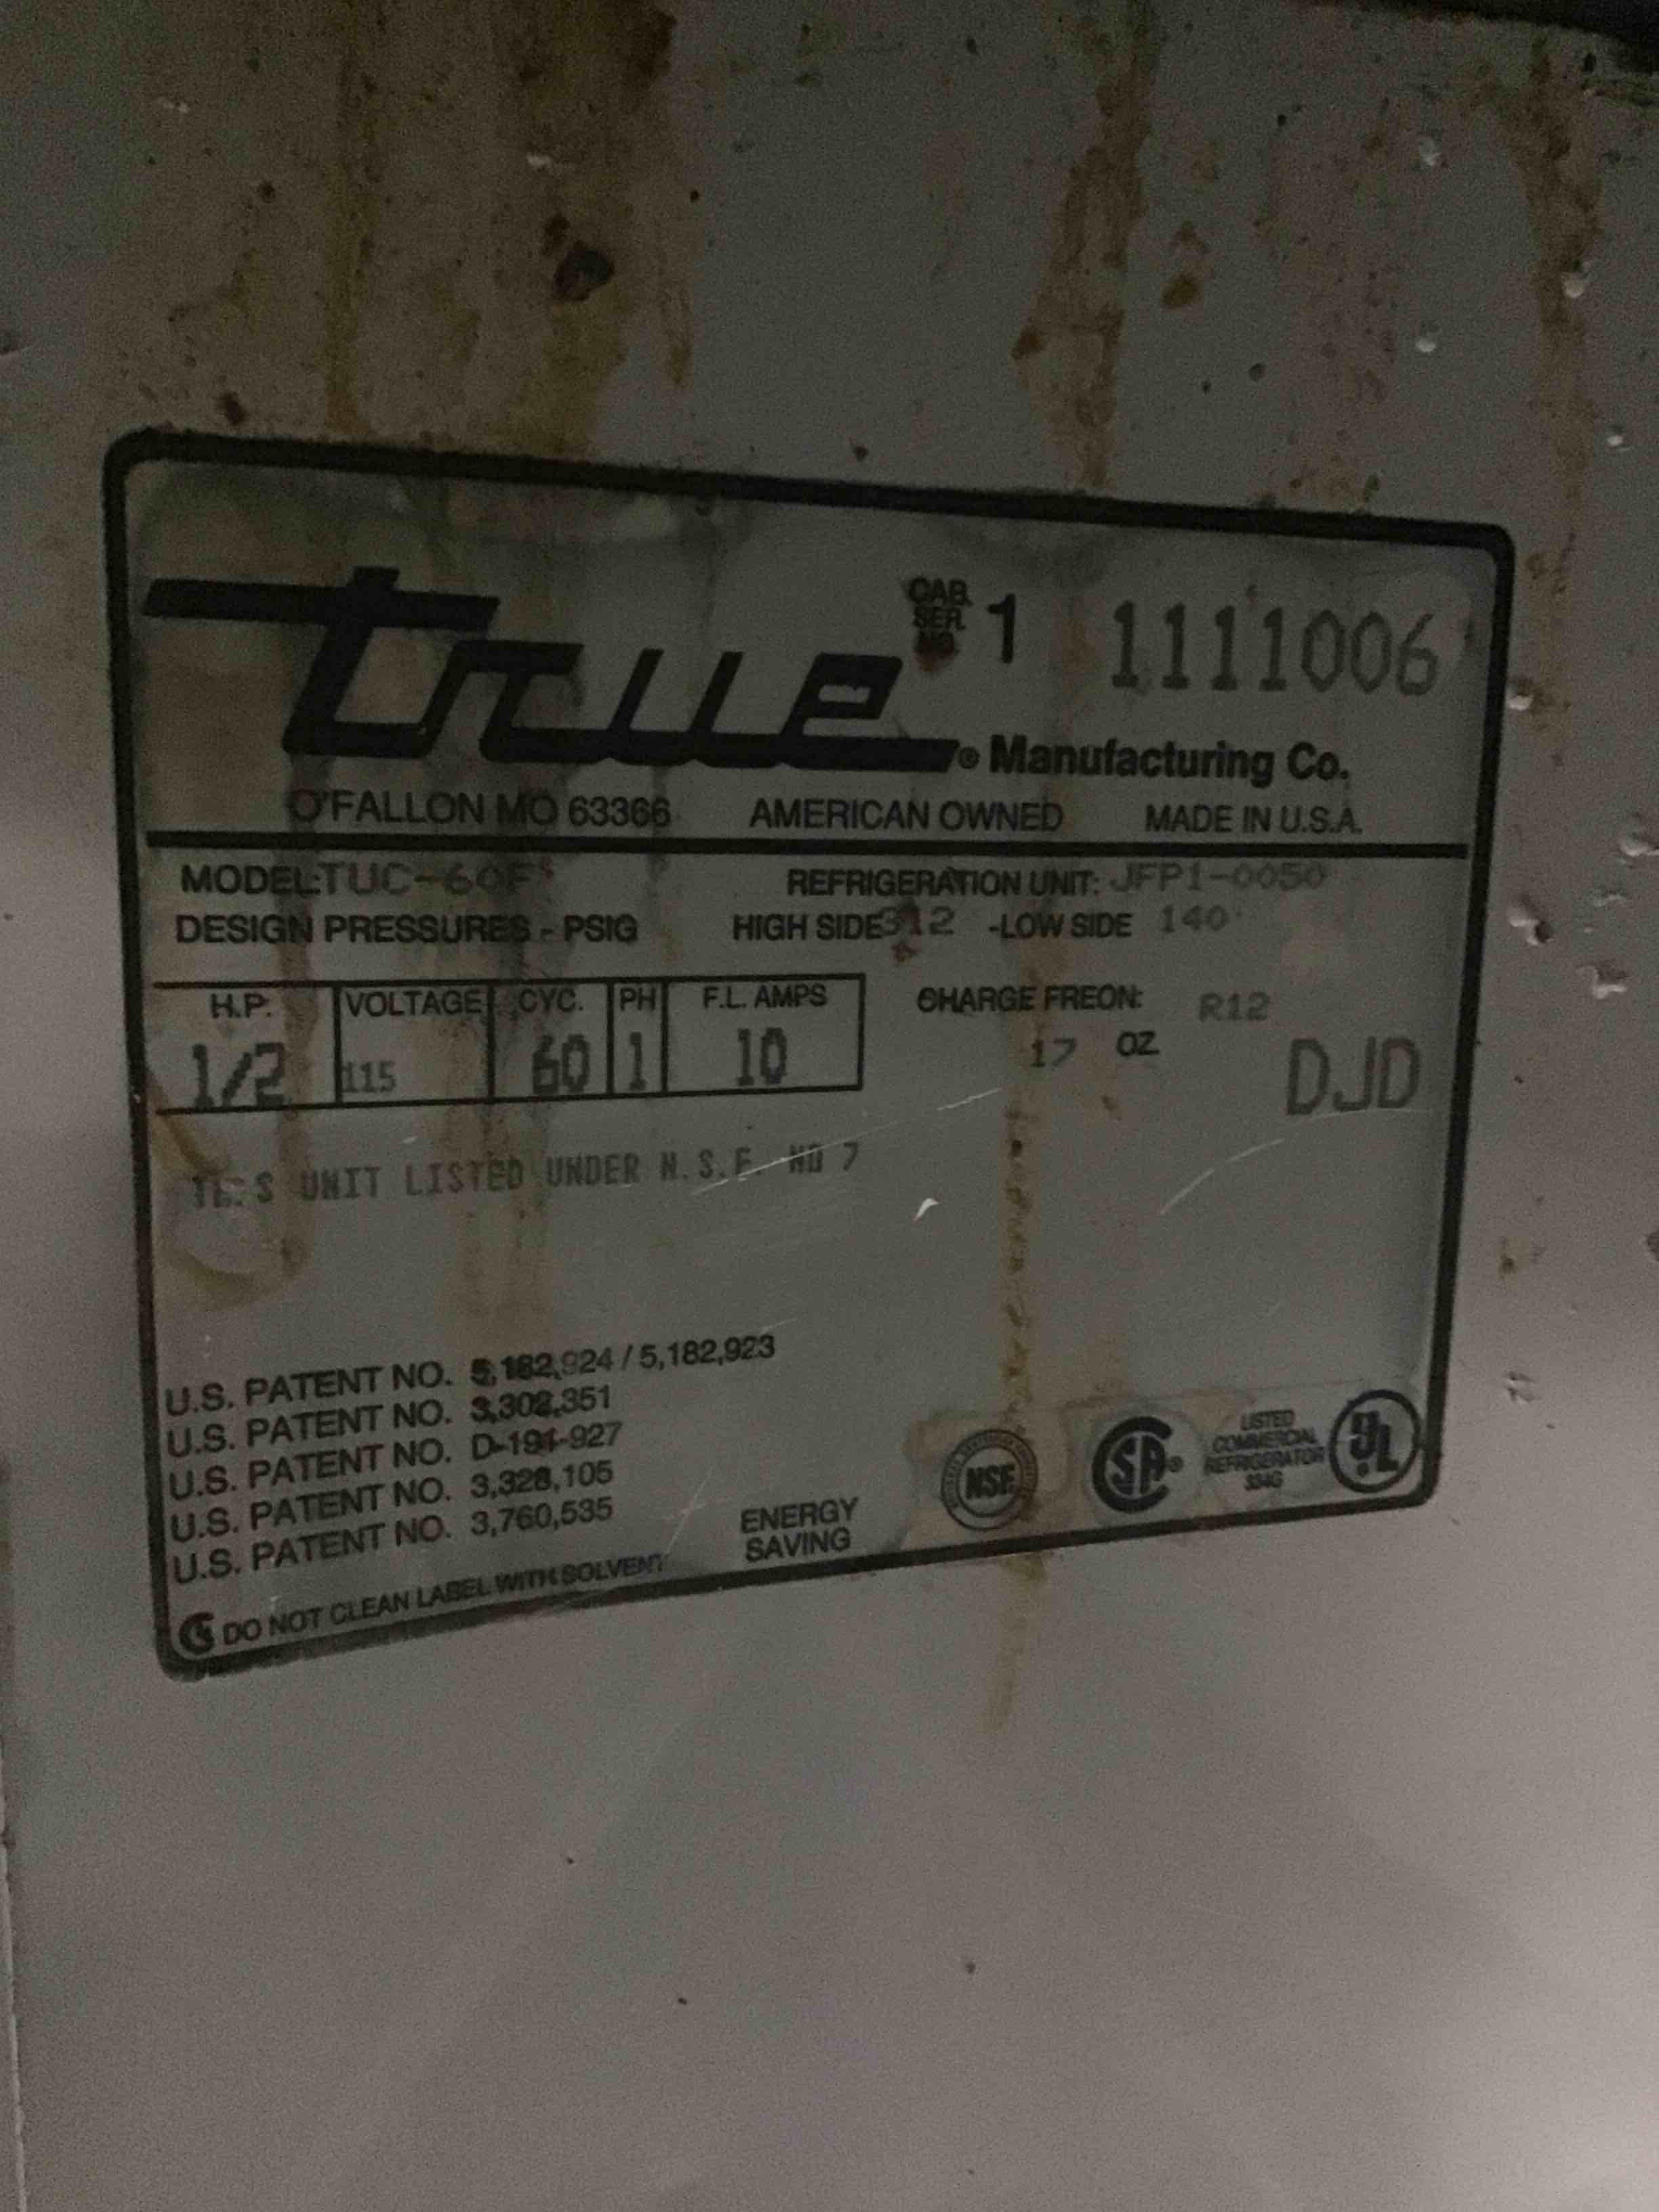 true® Manufacturing Co.
CAB. SER. NO. 1 1111006
O'FALLON MO 63366 AMERICAN OWNED MADE IN U.S.A.
MODEL: TUC-60F REFRIGERATION UNIT: JFP1-0050
DESIGN PRESSURES - PSIG HIGH SIDE 312 -LOW SIDE 140
H.P. VOLTAGE CYC. PH F.L. AMPS CHARGE FREON: R12
1/2 115 60 1 10 17 OZ DJD
THIS UNIT LISTED UNDER N.S.F. NO 7
U.S. PATENT NO. 5,182,924 / 5,182,923
U.S. PATENT NO. 3,302,351
U.S. PATENT NO. D-191-927
U.S. PATENT NO. 3,328,105
U.S. PATENT NO. 3,760,535
DO NOT CLEAN LABEL WITH SOLVENT
ENERGY
SAVING
NSF
SA®
LISTED
COMMERCIAL
REFRIGERATOR
384G
UL